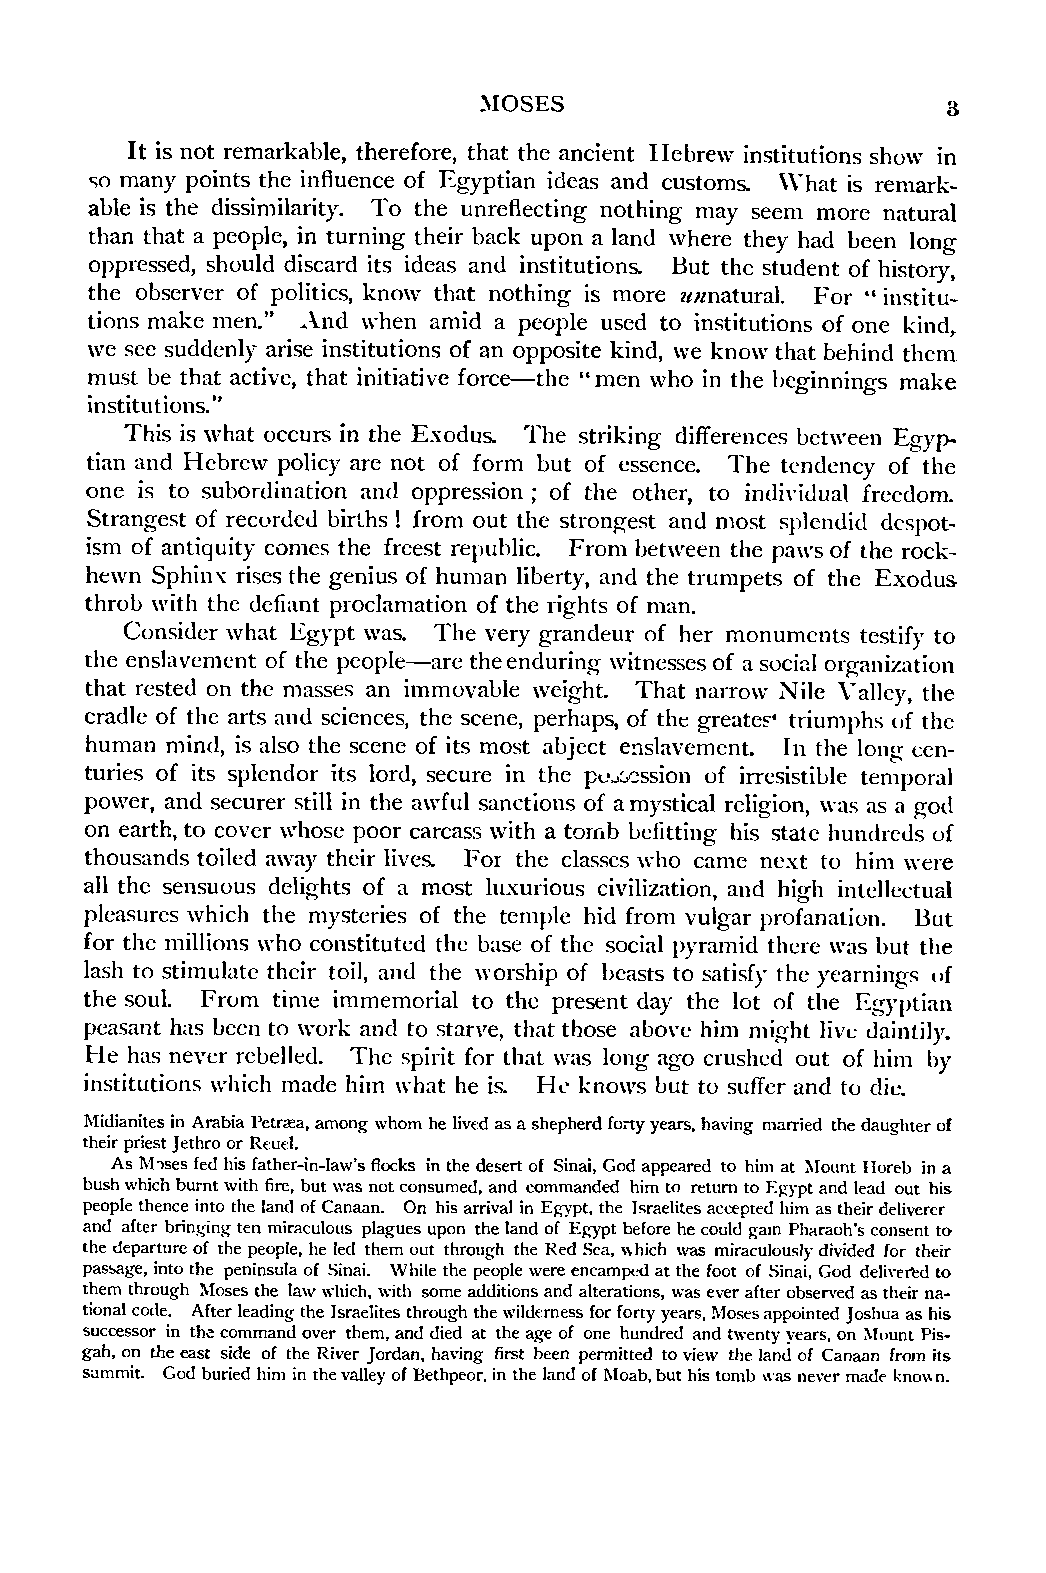 MOSES 3
It is not remarkable, therefore, that the ancient Hebrew institutions show in
so many points the influence of Egyptian ideas and customs. What is remark-
able is the dissimilarity. To the unreflecting nothing may seem more natural
than that a people, in turning their back upon a land where they had been long
oppressed, should discard its ideas and institutions. But the student of history,
the observer of politics, know that nothing is more unnatural. For “ institu-
tions make men.” And when amid a people used to institutions of one kind,
we see suddenly arise institutions of an opposite kind, we know that behind them
must be that active, that initiative force—the “ men who in the beginnings make
institutions.”
This is what occurs in the Exodus. The striking differences between Egyp-
tian and Hebrew policy are not of form but of essence. The tendency of the
one is to subordination and oppression ; of the other, to individual freedom.
Strangest of recorded births ! from out the strongest and most splendid despot-
ism of antiquity comes the freest republic. From between the paws of the rock-
hewn Sphinx rises the genius of human liberty, and the trumpets of the Exodus
throb with the defiant proclamation of the rights of man.
Consider what Egypt was. The very grandeur of her monuments testify to
the enslavement of the people—are the enduring witnesses of a social organization
that rested on the masses an immovable weight. That narrow Nile Valley, the
cradle of the arts and sciences, the scene, perhaps, of the greatest triumphs of the
human mind, is also the scene of its most abject enslavement. In the long cen-
turies of its splendor its lord, secure in the possession of irresistible temporal
power, and securer still in the awful sanctions of a mystical religion, was as a god
on earth, to cover whose poor carcass with a tomb befitting his state hundreds of
thousands toiled away their lives. For the classes who came next to him were
all the sensuous delights of a most luxurious civilization, and high intellectual
pleasures which the mysteries of the temple hid from vulgar profanation. But
for the millions who constituted the base of the social pyramid there was but the
lash to stimulate their toil, and the worship of beasts to satisfy the yearnings of
the soul. From time immemorial to the present day the lot of the Egyptian
peasant has been to work and to starve, that those above him might live daintily.
He has never rebelled. The spirit for that was long ago crushed out of him by
institutions which made him what he is. He knows but to suffer and to die.
Midianites in Arabia Petræa, among whom he lived as a shepherd forty years, having married the daughter of
their priest Jethro or Reuel.
As Moses fed his father-in-law's flocks in the desert of Sinai, God appeared to him at Mount Horeb in a
bush which burnt with fire, but was not consumed, and commanded him to return to Egypt and lead out his
people thence into the land of Canaan. On his arrival in Egypt, the Israelites accepted him as their deliverer
and after bringing ten miraculous plagues upon the land of Egypt before he could gain Pharaoh's consent to
the departure of the people, he led them out through the Red Sea, which was miraculously divided for their
passage, into the peninsula of Sinai. While the people were encamped at the foot of Sinai, God delivered to
them through Moses the law which, with some additions and alterations, was ever after observed as their na-
tional code. After leading the Israelites through the wilderness for forty years, Moses appointed Joshua as his
successor in the command over them, and died at the age of one hundred and twenty years, on Mount Pis-
gah, on the east side of the River Jordan, having first been permitted to view the land of Canaan from its
summit. God buried him in the valley of Bethpeor, in the land of Moab, but his tomb was never made known.